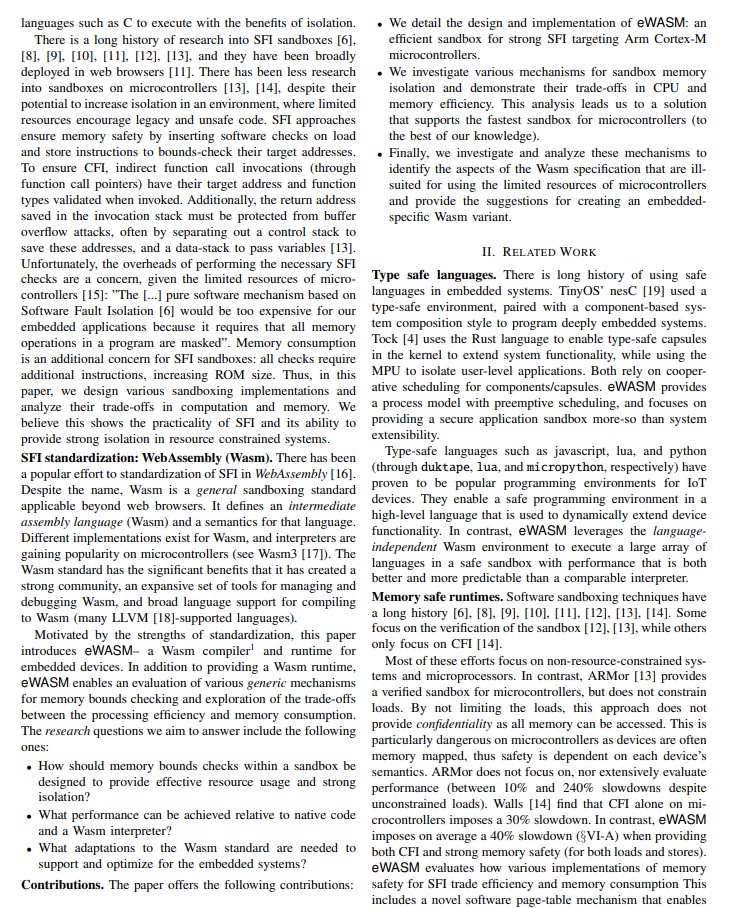 languages such as C to execute with the benefits of isolation.
There is a long history of research into SFI sandboxes [6],
[8], [9], [10], [11], [12], [13], and they have been broadly
deployed in web browsers [11]. There has been less research
into sandboxes on microcontrollers [13], [14], despite their
potential to increase isolation in an environment, where limited
resources encourage legacy and unsafe code. SFI approaches
ensure memory safety by inserting software checks on load
and store instructions to bounds-check their target addresses.
To ensure CFI, indirect function call invocations (through
function call pointers) have their target address and function
types validated when invoked. Additionally, the return address
saved in the invocation stack must be protected from buffer
overflow attacks, often by separating out a control stack to
save these addresses, and a data-stack to pass variables [13].
Unfortunately, the overheads of performing the necessary SFI
checks are a concern, given the limited resources of micro-
controllers [15]: "The [...] pure software mechanism based on
Software Fault Isolation [6] would be too expensive for our
embedded applications because it requires that all memory
operations in a program are masked". Memory consumption
is an additional concern for SFI sandboxes: all checks require
additional instructions, increasing ROM size. Thus, in this
paper, we design various sandboxing implementations and
analyze their trade-offs in computation and memory. We
believe this shows the practicality of SFI and its ability to
provide strong isolation in resource constrained systems.
SFI standardization: WebAssembly (Wasm). There has been
a popular effort to standardization of SFI in WebAssembly [16].
Despite the name, Wasm is a general sandboxing standard
applicable beyond web browsers. It defines an intermediate
assembly language (Wasm) and a semantics for that language.
Different implementations exist for Wasm, and interpreters are
gaining popularity on microcontrollers (see Wasm3 [17]). The
Wasm standard has the significant benefits that it has created a
strong community, an expansive set of tools for managing and
debugging Wasm, and broad language support for compiling
to Wasm (many LLVM [18]-supported languages).
Motivated by the strengths of standardization, this paper
introduces eWASM– a Wasm compiler¹ and runtime for
embedded devices. In addition to providing a Wasm runtime,
eWASM enables an evaluation of various generic mechanisms
for memory bounds checking and exploration of the trade-offs
between the processing efficiency and memory consumption.
The research questions we aim to answer include the following
ones:
• How should memory bounds checks within a sandbox be
designed to provide effective resource usage and strong
isolation?
• What performance can be achieved relative to native code
and a Wasm interpreter?
• What adaptations to the Wasm standard are needed to
support and optimize for the embedded systems?
Contributions. The paper offers the following contributions:
• We detail the design and implementation of eWASM: an
efficient sandbox for strong SFI targeting Arm Cortex-M
microcontrollers.
• We investigate various mechanisms for sandbox memory
isolation and demonstrate their trade-offs in CPU and
memory efficiency. This analysis leads us to a solution
that supports the fastest sandbox for microcontrollers (to
the best of our knowledge).
• Finally, we investigate and analyze these mechanisms to
identify the aspects of the Wasm specification that are ill-
suited for using the limited resources of microcontrollers
and provide the suggestions for creating an embedded-
specific Wasm variant.
II. RELATED WORK
Type safe languages. There is long history of using safe
languages in embedded systems. TinyOS' nesC [19] used a
type-safe environment, paired with a component-based sys-
tem composition style to program deeply embedded systems.
Tock [4] uses the Rust language to enable type-safe capsules
in the kernel to extend system functionality, while using the
MPU to isolate user-level applications. Both rely on cooper-
ative scheduling for components/capsules. eWASM provides
a process model with preemptive scheduling, and focuses on
providing a secure application sandbox more-so than system
extensibility.
Type-safe languages such as javascript, lua, and python
(through duktape, lua, and micropython, respectively) have
proven to be popular programming environments for IoT
devices. They enable a safe programming environment in a
high-level language that is used to dynamically extend device
functionality. In contrast, eWASM leverages the language-
independent Wasm environment to execute a large array of
languages in a safe sandbox with performance that is both
better and more predictable than a comparable interpreter.
Memory safe runtimes. Software sandboxing techniques have
a long history [6], [8], [9], [10], [11], [12], [13], [14]. Some
focus on the verification of the sandbox [12], [13], while others
only focus on CFI [14].
Most of these efforts focus on non-resource-constrained sys-
tems and microprocessors. In contrast, ARMor [13] provides
a verified sandbox for microcontrollers, but does not constrain
loads. By not limiting the loads, this approach does not
provide confidentiality as all memory can be accessed. This is
particularly dangerous on microcontrollers as devices are often
memory mapped, thus safety is dependent on each device's
semantics. ARMor does not focus on, nor extensively evaluate
performance (between 10% and 240% slowdowns despite
unconstrained loads). Walls [14] find that CFI alone on mi-
crocontrollers imposes a 30% slowdown. In contrast, eWASM
imposes on average a 40% slowdown (§VI-A) when providing
both CFI and strong memory safety (for both loads and stores).
eWASM evaluates how various implementations of memory
safety for SFI trade efficiency and memory consumption This
includes a novel software page-table mechanism that enables